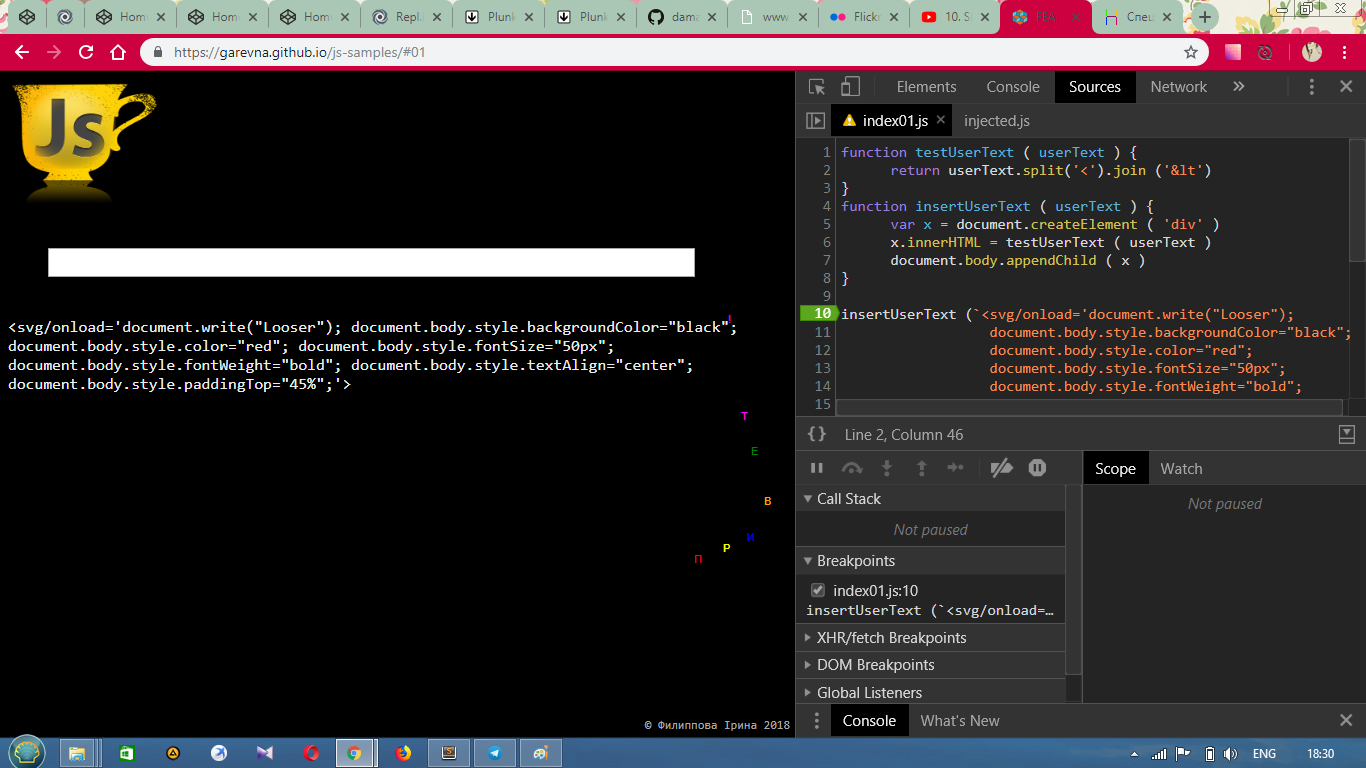 Home
Home
Home
Repl.
Plunk
Plunk
dama
www
Flickr
10. S
FEA
Спец
https://garevna.github.io/js-samples/#01
Js
<svg/onload='document.write("Looser"); document.body.style.backgroundColor="black";
document.body.style.color="red"; document.body.style.fontSize="50px";
document.body.style.fontWeight="bold"; document.body.style.textAlign="center";
document.body.style.paddingTop="45%";'>
!
Т
Е
В
И
Р
П
© Филиппова Ірина 2018
Elements Console Sources Network »
index01.js injected.js
1 function testUserText ( userText ) {
2 return userText.split('<').join ('&lt')
3 }
4 function insertUserText ( userText ) {
5 var x = document.createElement ( 'div' )
6 x.innerHTML = testUserText ( userText )
7 document.body.appendChild ( x )
8 }
9
10 insertUserText (`<svg/onload='document.write("Looser");
11 document.body.style.backgroundColor="black";
12 document.body.style.color="red";
13 document.body.style.fontSize="50px";
14 document.body.style.fontWeight="bold";
15
{} Line 2, Column 46
Scope Watch
Call Stack
Not paused
Not paused
Breakpoints
index01.js:10
insertUserText (`<svg/onload=…
XHR/fetch Breakpoints
DOM Breakpoints
Global Listeners
Console What's New
ENG 18:30